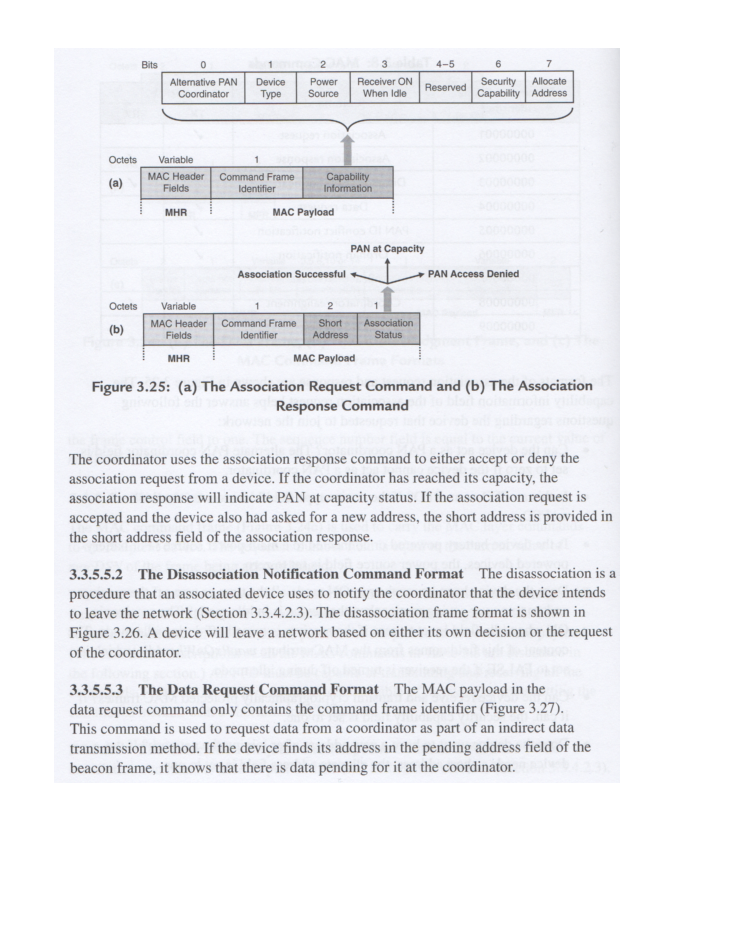 Bits 0 1 2 3 4–5 6 7
Alternative PAN Coordinator
Device Type
Power Source
Receiver ON When Idle
Reserved
Security Capability
Allocate Address
Octets Variable 1
(a)
MAC Header Fields
Command Frame Identifier
Capability Information
MHR MAC Payload
PAN at Capacity
Association Successful PAN Access Denied
Octets Variable 1 2 1
(b)
MAC Header Fields
Command Frame Identifier
Short Address
Association Status
MHR MAC Payload
Figure 3.25: (a) The Association Request Command and (b) The Association
Response Command
The coordinator uses the association response command to either accept or deny the
association request from a device. If the coordinator has reached its capacity, the
association response will indicate PAN at capacity status. If the association request is
accepted and the device also had asked for a new address, the short address is provided in
the short address field of the association response.
3.3.5.5.2 The Disassociation Notification Command Format The disassociation is a
procedure that an associated device uses to notify the coordinator that the device intends
to leave the network (Section 3.3.4.2.3). The disassociation frame format is shown in
Figure 3.26. A device will leave a network based on either its own decision or the request
of the coordinator.
3.3.5.5.3 The Data Request Command Format The MAC payload in the
data request command only contains the command frame identifier (Figure 3.27).
This command is used to request data from a coordinator as part of an indirect data
transmission method. If the device finds its address in the pending address field of the
beacon frame, it knows that there is data pending for it at the coordinator.